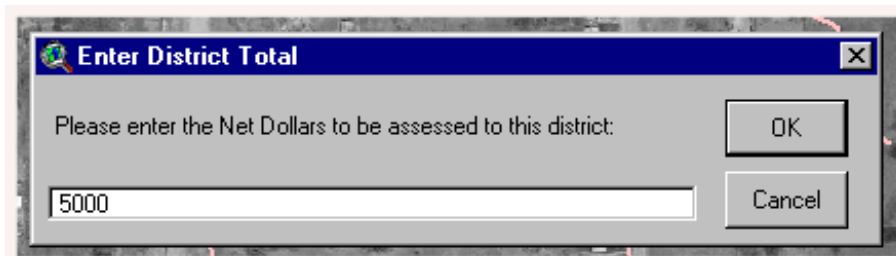 Enter District Total
Please enter the Net Dollars to be assessed to this district:
OK
5000
Cancel